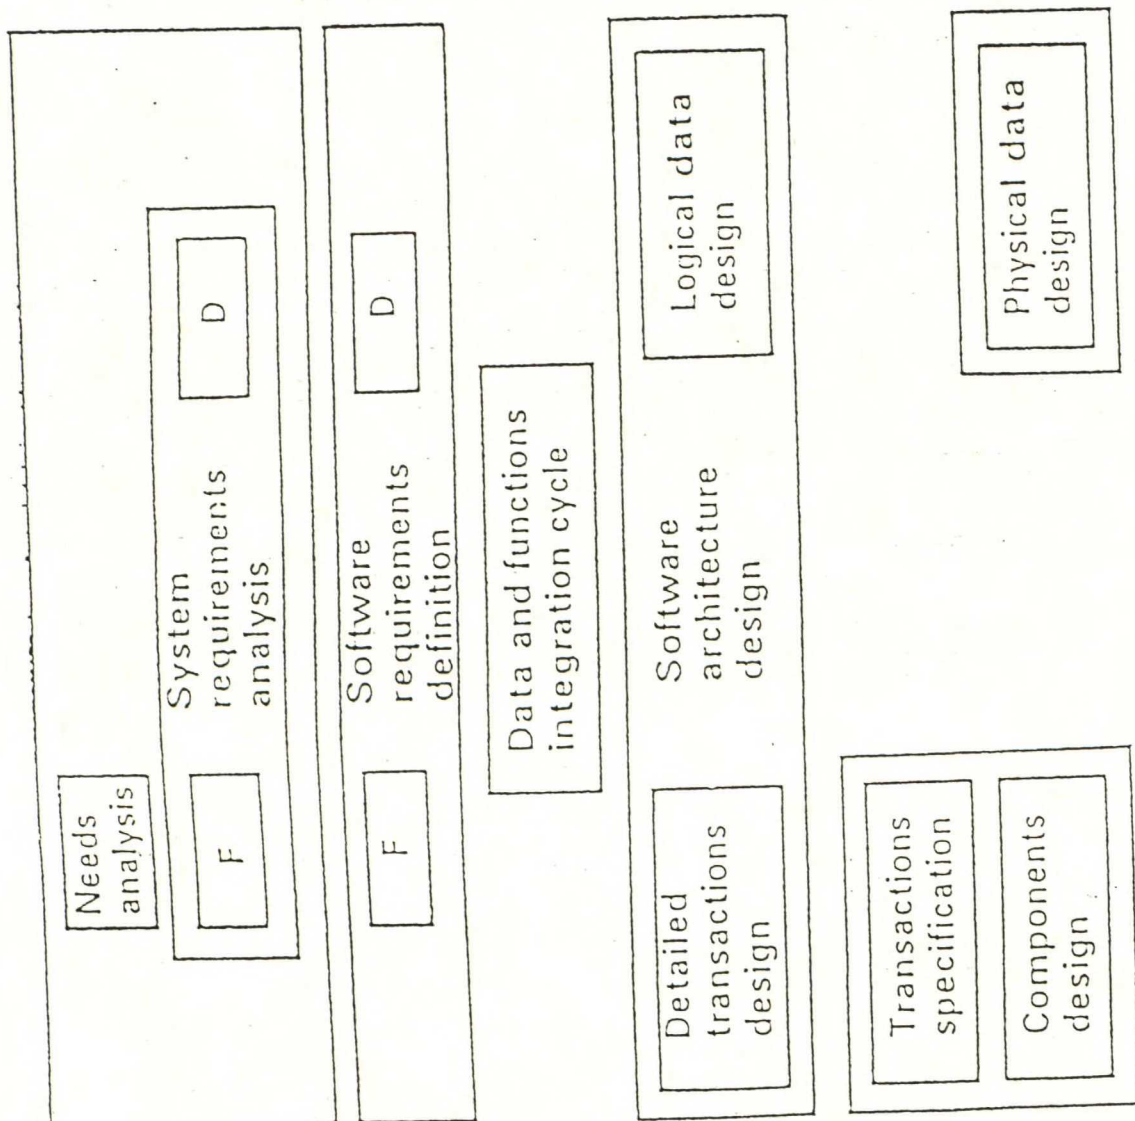 Needs
analysis
F
System
requirements
analysis
D
F
Software
requirements
definition
D
Data and functions
integration cycle
Detailed
transactions
design
Software
architecture
design
Logical data
design
Transactions
specification
Components
design
Physical data
design